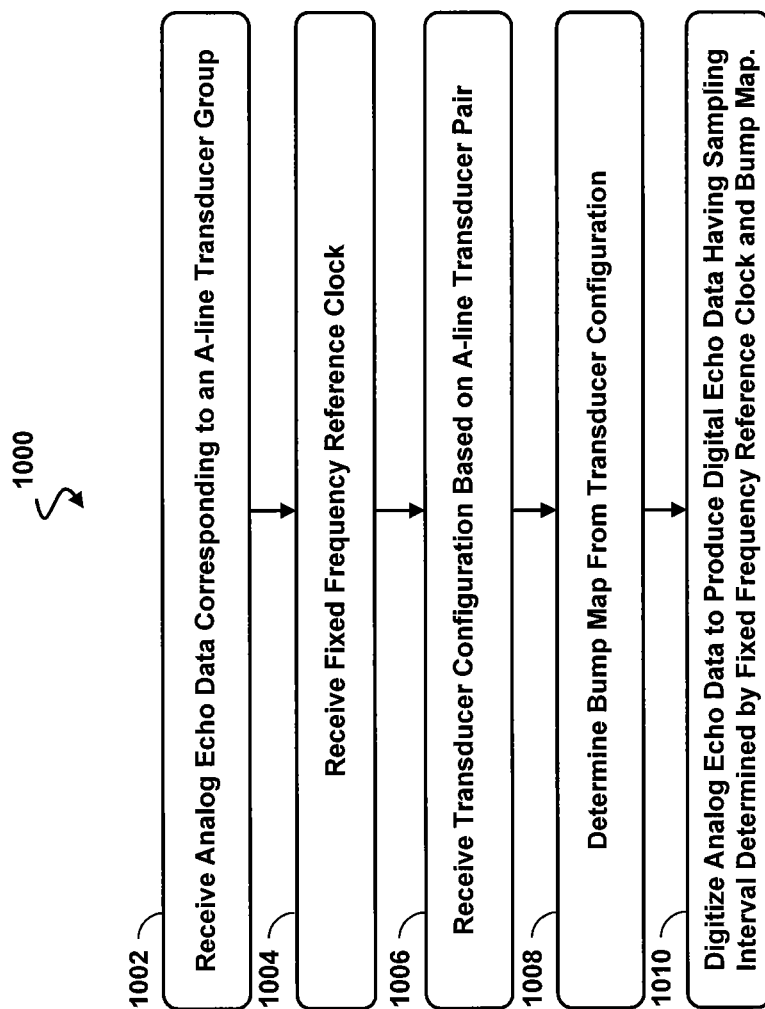 1000
1002
Receive Analog Echo Data Corresponding to an A-line Transducer Group
1004
Receive Fixed Frequency Reference Clock
1006
Receive Transducer Configuration Based on A-line Transducer Pair
1008
Determine Bump Map From Transducer Configuration
1010
Digitize Analog Echo Data to Produce Digital Echo Data Having Sampling
Interval Determined by Fixed Frequency Reference Clock and Bump Map.